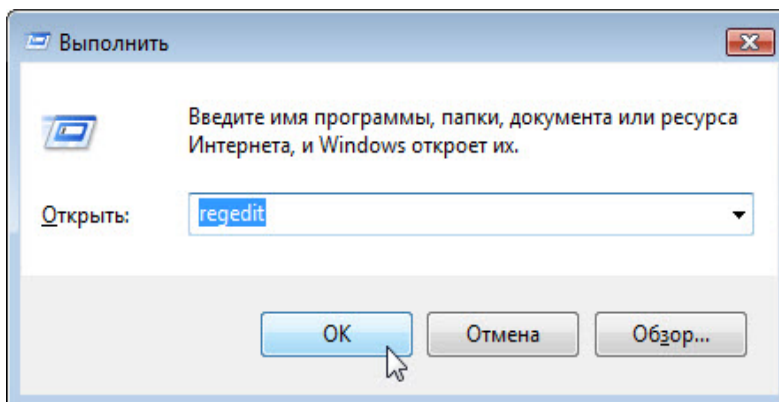 Выполнить
Введите имя программы, папки, документа или ресурса
Интернета, и Windows откроет их.
Открыть: regedit
OK Отмена Обзор...